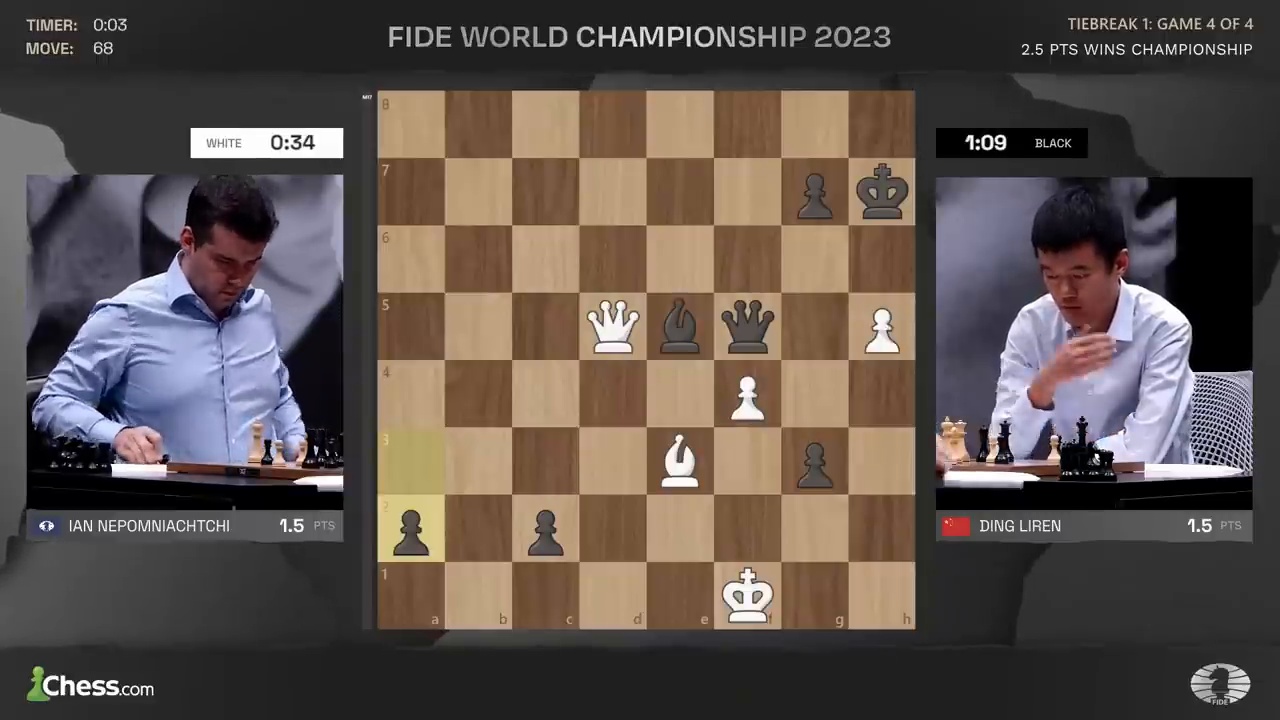 TIMER: 0:03
MOVE: 68
FIDE WORLD CHAMPIONSHIP 2023
TIEBREAK 1: GAME 4 OF 4
2.5 PTS WINS CHAMPIONSHIP
WHITE 0:34
M17
1:09 BLACK
8
7
6
5
4
3
2
1
a b c d e f g h
IAN NEPOMNIACHTCHI 1.5 PTS
DING LIREN 1.5 PTS
Chess.com
FIDE